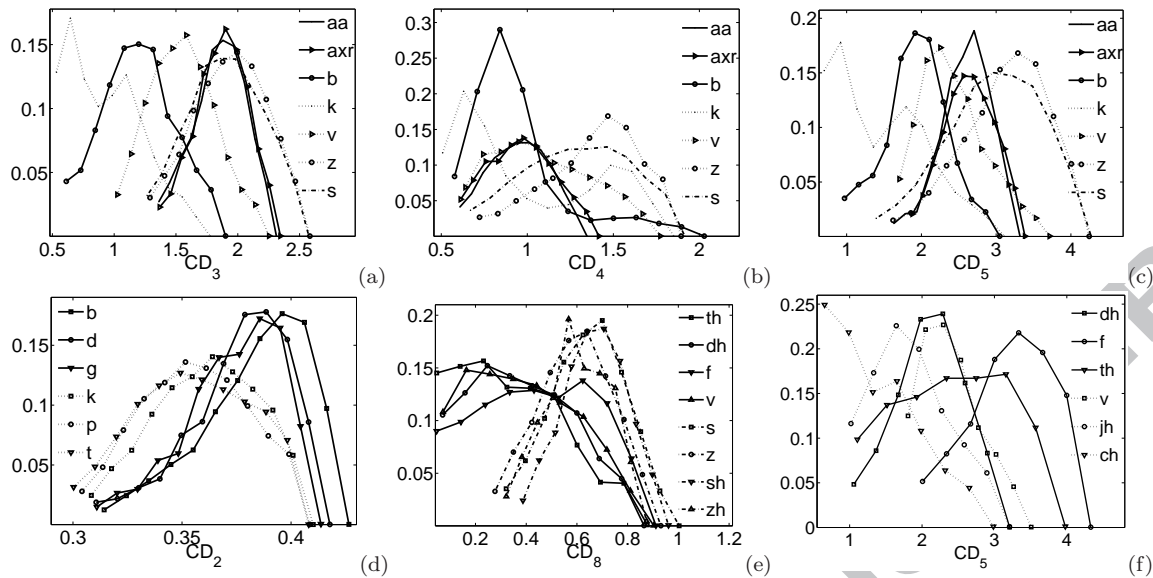 0.15
0.1
0.05
0.5 1 1.5 2 2.5
CD3
aa
axr
b
k
v
z
s
(a)
0.3
0.25
0.2
0.15
0.1
0.05
0.5 1 1.5 2
CD4
aa
axr
b
k
v
z
s
(b)
0.2
0.15
0.1
0.05
1 2 3 4
CD5
aa
axr
b
k
v
z
s
(c)
0.15
0.1
0.05
0.3 0.35 0.4
CD2
b
d
g
k
p
t
(d)
0.2
0.15
0.1
0.05
0.2 0.4 0.6 0.8 1 1.2
CD8
th
dh
f
v
s
z
sh
zh
(e)
0.25
0.2
0.15
0.1
0.05
0
1 2 3 4 5
CD5
dh
f
th
v
jh
ch
(f)